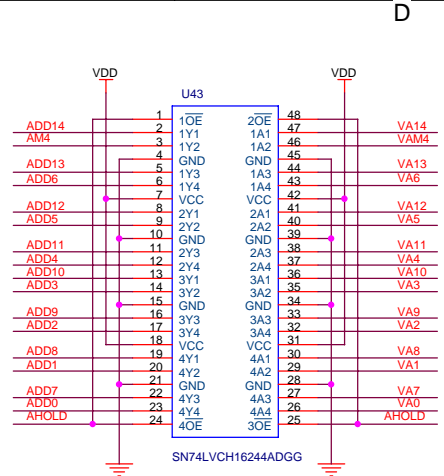 D
VDD VDD
U43
1 1OE 2OE 48
ADD14 2 1Y1 1A1 47 VA14
AM4 3 1Y2 1A2 46 VAM4
4 GND GND 45
ADD13 5 1Y3 1A3 44 VA13
ADD6 6 1Y4 1A4 43 VA6
7 VCC VCC 42
ADD12 8 2Y1 2A1 41 VA12
ADD5 9 2Y2 2A2 40 VA5
10 GND GND 39
ADD11 11 2Y3 2A3 38 VA11
ADD4 12 2Y4 2A4 37 VA4
ADD10 13 3Y1 3A1 36 VA10
ADD3 14 3Y2 3A2 35 VA3
15 GND GND 34
ADD9 16 3Y3 3A3 33 VA9
ADD2 17 3Y4 3A4 32 VA2
18 VCC VCC 31
ADD8 19 4Y1 4A1 30 VA8
ADD1 20 4Y2 4A2 29 VA1
21 GND GND 28
ADD7 22 4Y3 4A3 27 VA7
ADD0 23 4Y4 4A4 26 VA0
AHOLD 24 4OE 3OE 25 AHOLD
SN74LVCH16244ADGG